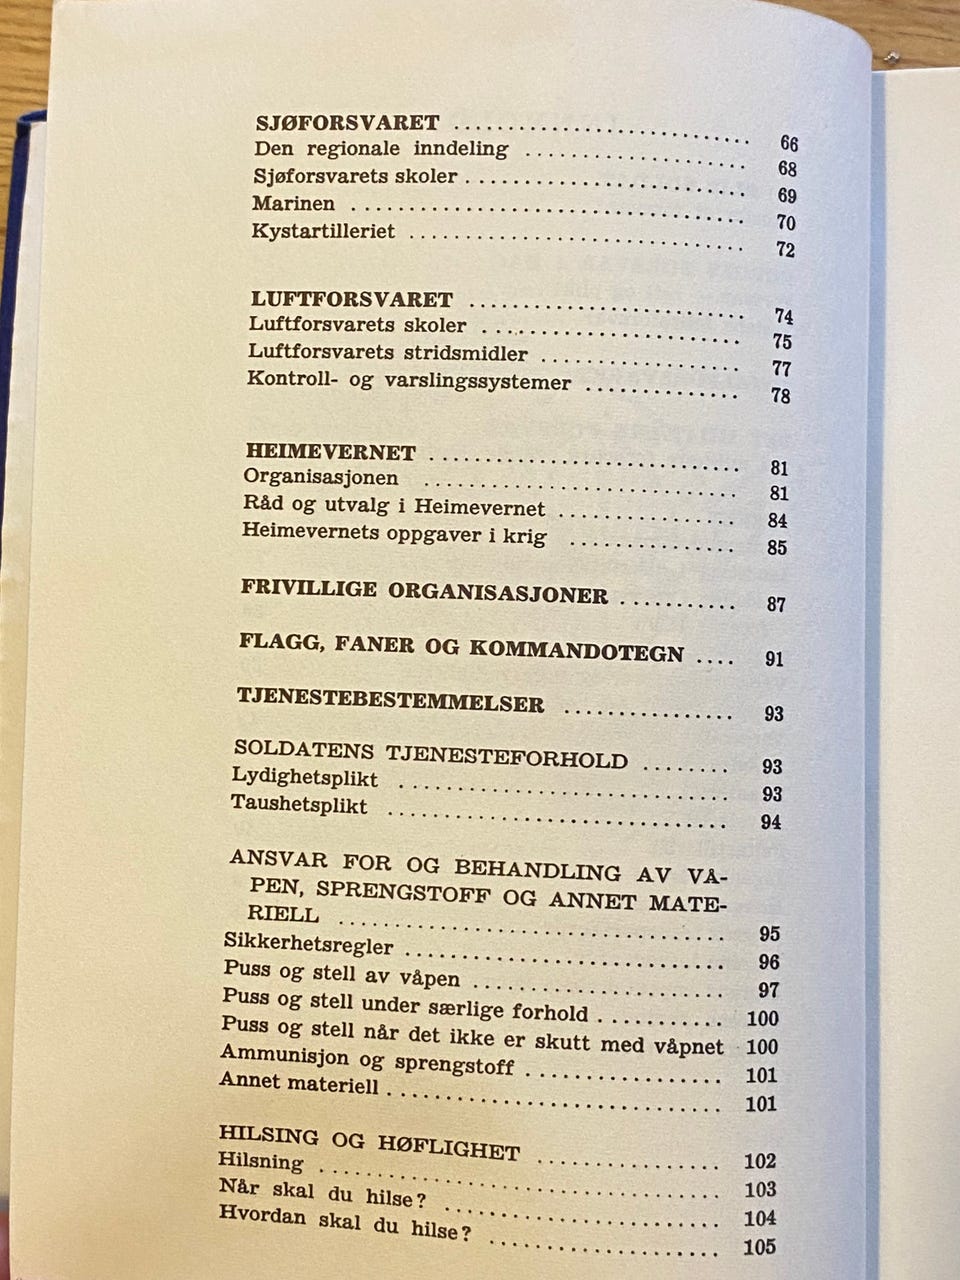 SJØFORSVARET ................................. 66
Den regionale inndeling ........................ 68
Sjøforsvarets skoler ............................ 69
Marinen ........................................ 70
Kystartilleriet .................................. 72
LUFTFORSVARET ............................... 74
Luftforsvarets skoler ............................ 75
Luftforsvarets stridsmidler ...................... 77
Kontroll- og varslingssystemer .................. 78
HEIMEVERNET .................................. 81
Organisasjonen .................................. 81
Råd og utvalg i Heimevernet .................... 84
Heimevernets oppgaver i krig .................. 85
FRIVILLIGE ORGANISASJONER ........... 87
FLAGG, FANER OG KOMMANDOTEGN .... 91
TJENESTEBESTEMMELSER ................ 93
SOLDATENS TJENESTEFORHOLD ........ 93
Lydighetsplikt .................................. 93
Taushetsplikt .................................... 94
ANSVAR FOR OG BEHANDLING AV VÅ-
PEN, SPRENGSTOFF OG ANNET MATE-
RIELL ........................................ 95
Sikkerhetsregler ................................ 96
Puss og stell av våpen .......................... 97
Puss og stell under særlige forhold ........... 100
Puss og stell når det ikke er skutt med våpnet 100
Ammunisjon og sprengstoff .................... 101
Annet materiell .................................. 101
HILSING OG HØFLIGHET .................. 102
Hilsning ........................................ 103
Når skal du hilse? .............................. 104
Hvordan skal du hilse? ........................ 105